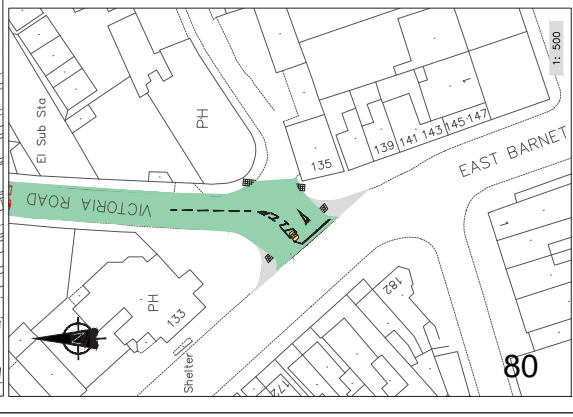 El Sub Sta
PH
1
1: 500
139 141 143 145-147
135
EAST BARNET
VICTORIA ROAD
1
N
PH
133
182
Shelter
172
80